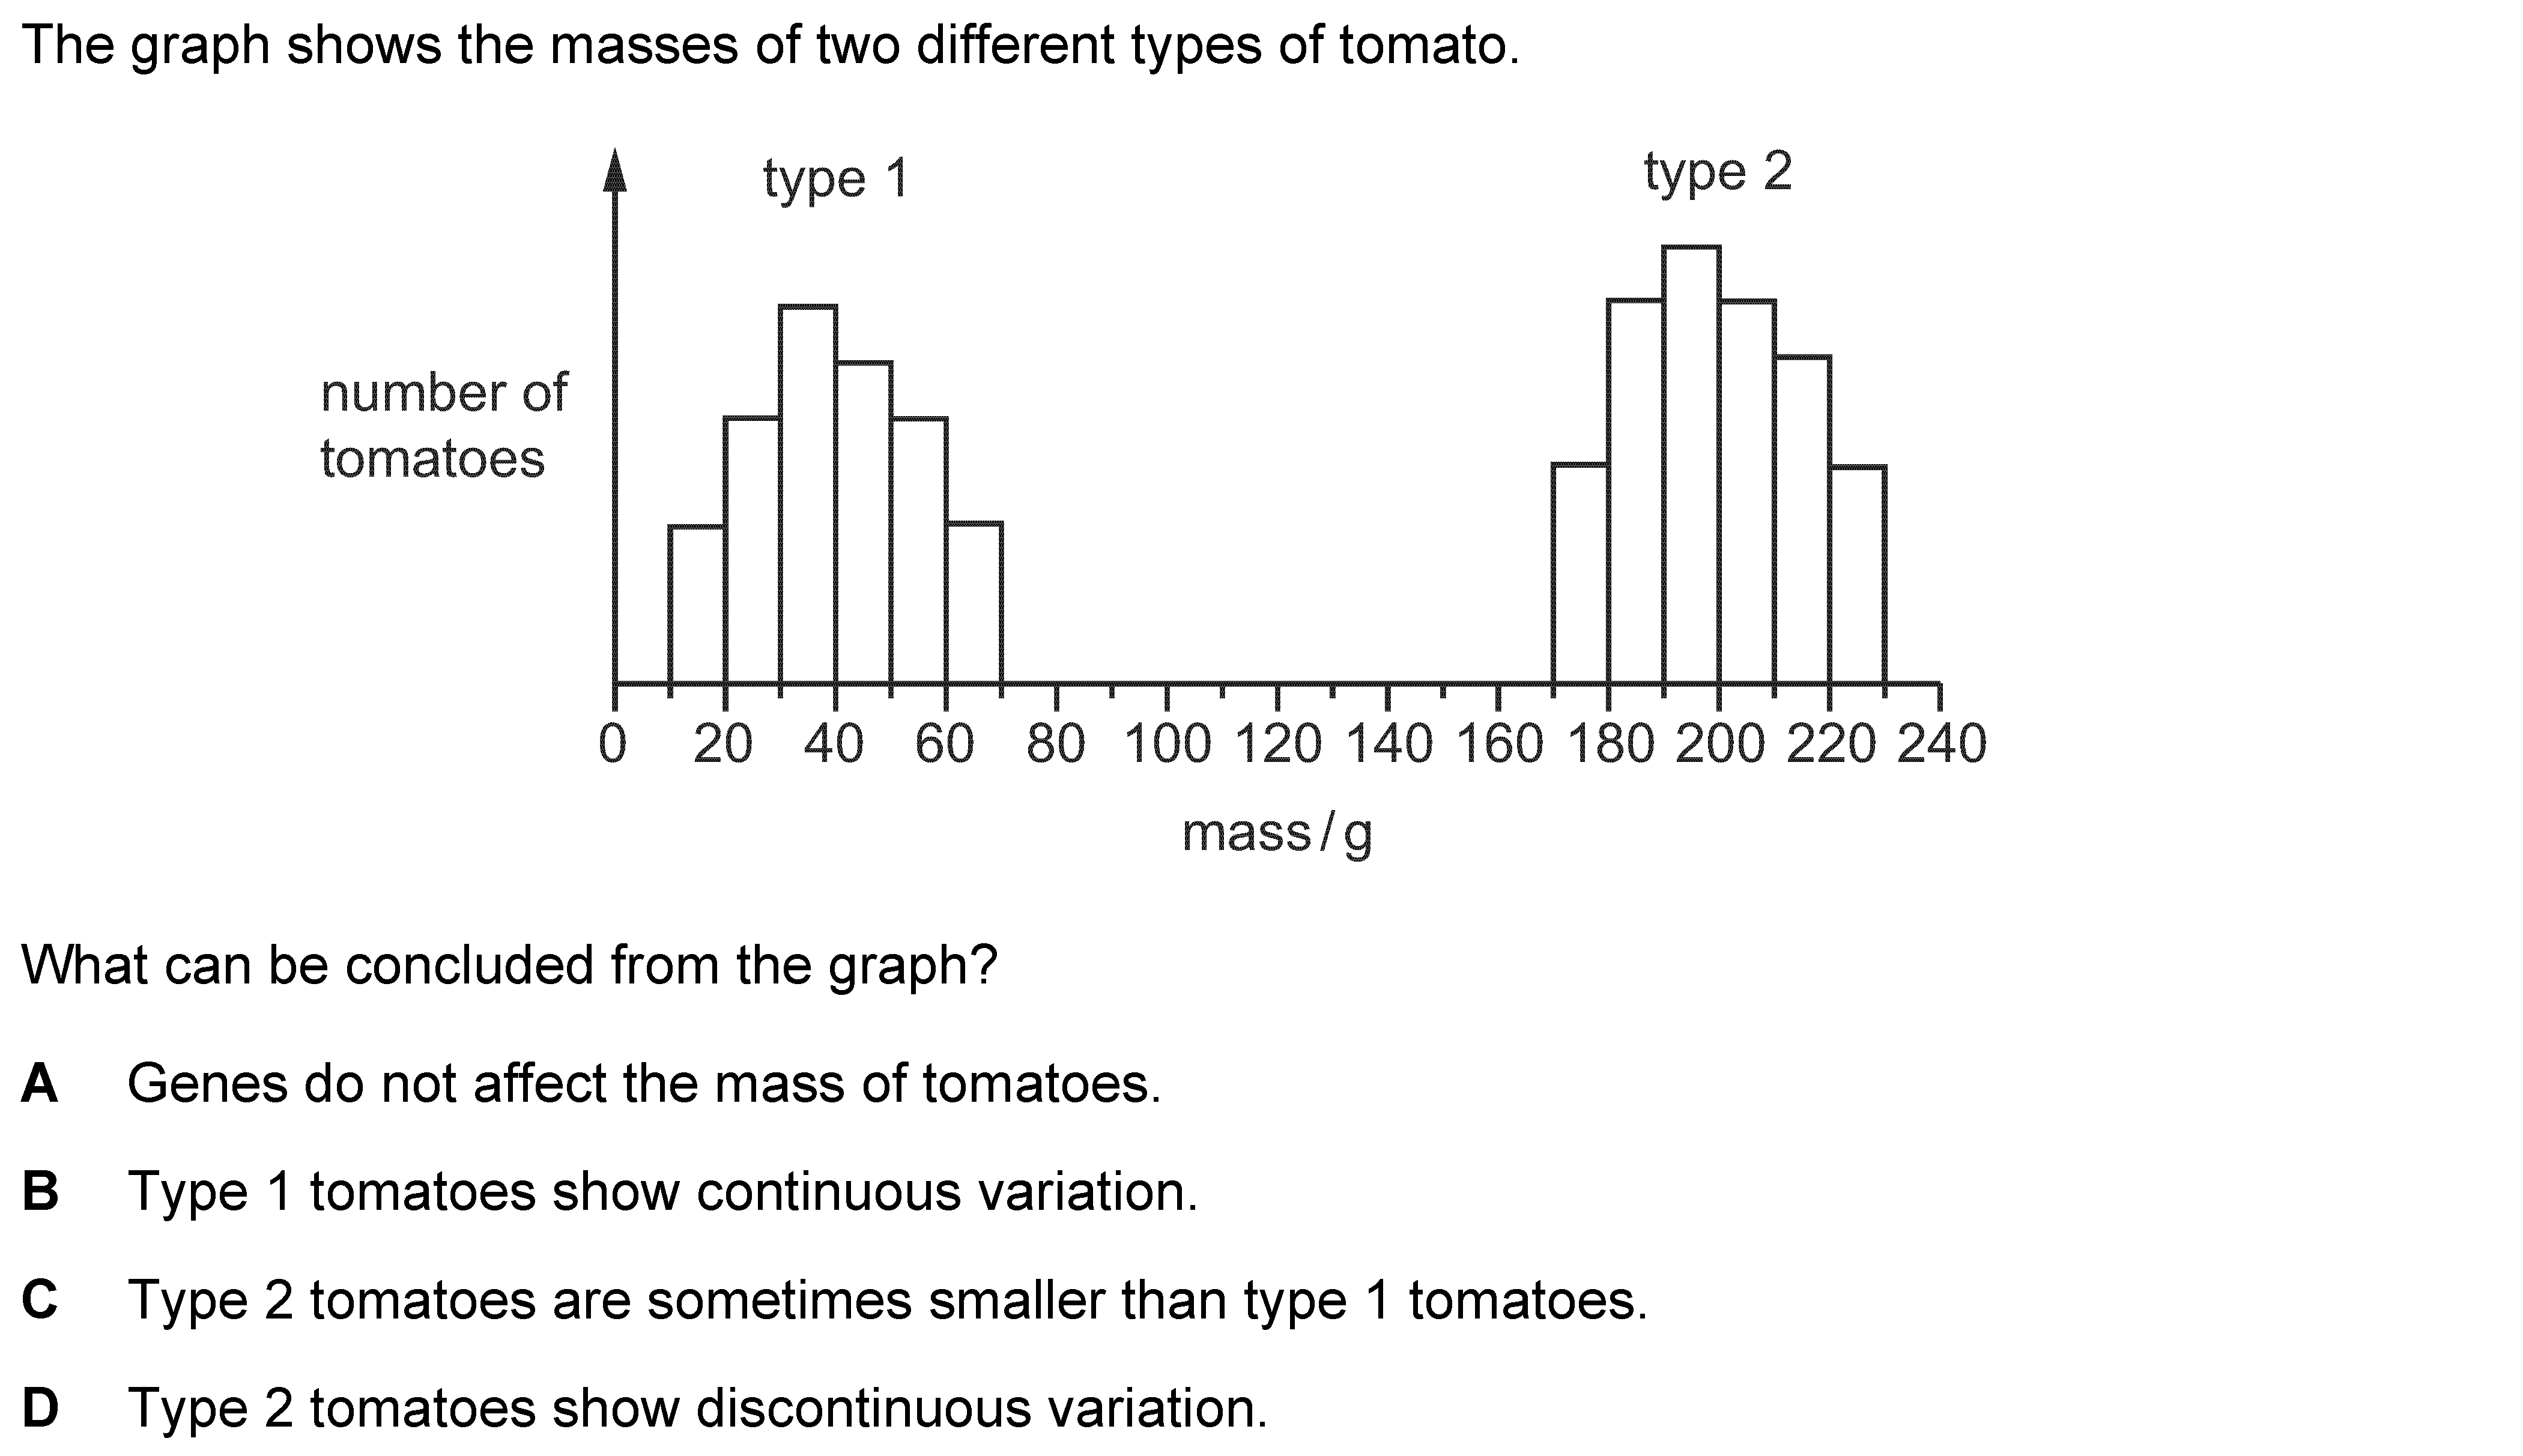 The graph shows the masses of two different types of tomato.
type 1
type 2
number of
tomatoes
0 20 40 60 80 100 120 140 160 180 200 220 240
mass / g
What can be concluded from the graph?
A Genes do not affect the mass of tomatoes.
B Type 1 tomatoes show continuous variation.
C Type 2 tomatoes are sometimes smaller than type 1 tomatoes.
D Type 2 tomatoes show discontinuous variation.